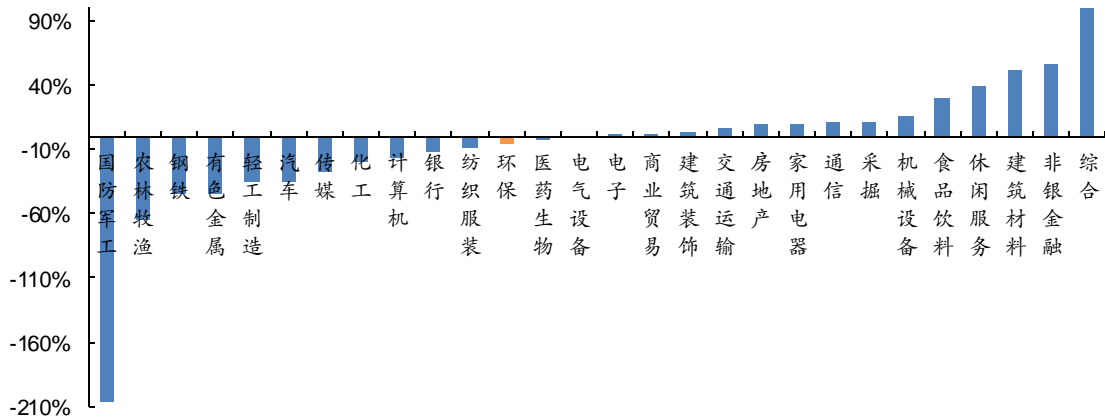 90%
40%
-10%
-60%
-110%
-160%
-210%
国防军工
农林牧渔
钢铁
有色金属
轻工制造
汽车
传媒
化工
计算机
银行
纺织服装
环保
医药生物
电气设备
电子
商业贸易
建筑装饰
交通运输
房地产
家用电器
通信
采掘
机械设备
食品饮料
休闲服务
建筑材料
非银金融
综合